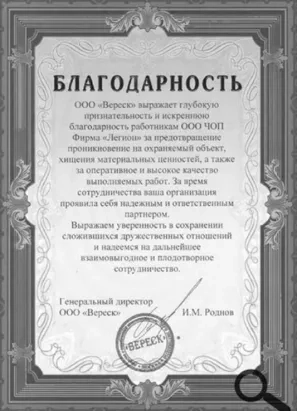 БЛАГОДАРНОСТЬ
ООО «Вереск» выражает глубокую
признательность и искреннюю
благодарность работникам ООО ЧОП
Фирма «Легион» за предотвращение
проникновение на охраняемый объект,
хищения материальных ценностей, а также
за оперативное и высокое качество
выполняемых работ. За время
сотрудничества ваша организация
проявила себя надежным и ответственным
партнером.
Выражаем уверенность в сохранении
сложившихся дружественных отношений
и надеемся на дальнейшее
взаимовыгодное и плодотворное
сотрудничество.
Генеральный директор
ООО «Вереск» И.М. Роднов
"ВЕРЕСК"